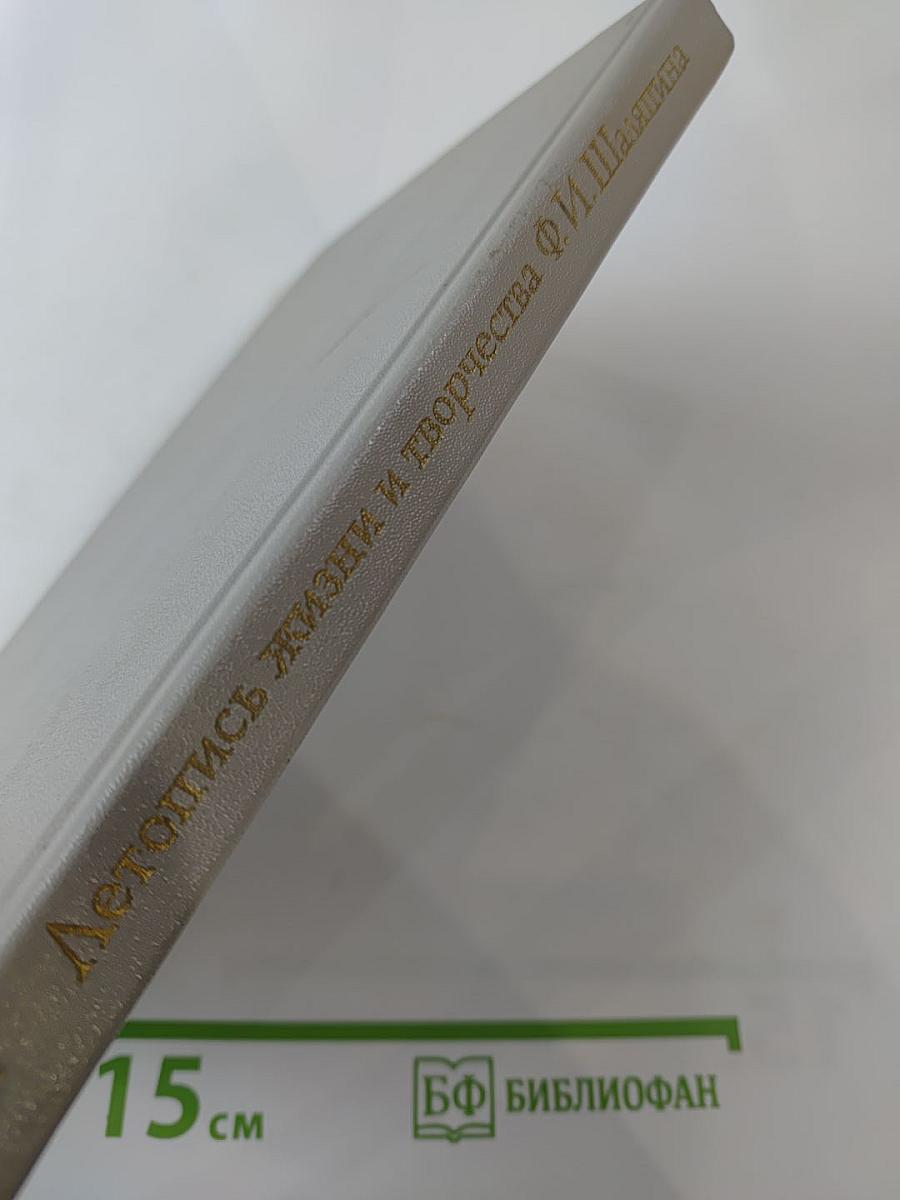 Летопись жизни и творчества Ф. И. Шаляпина
15 см
БФ БИБЛИОФАН